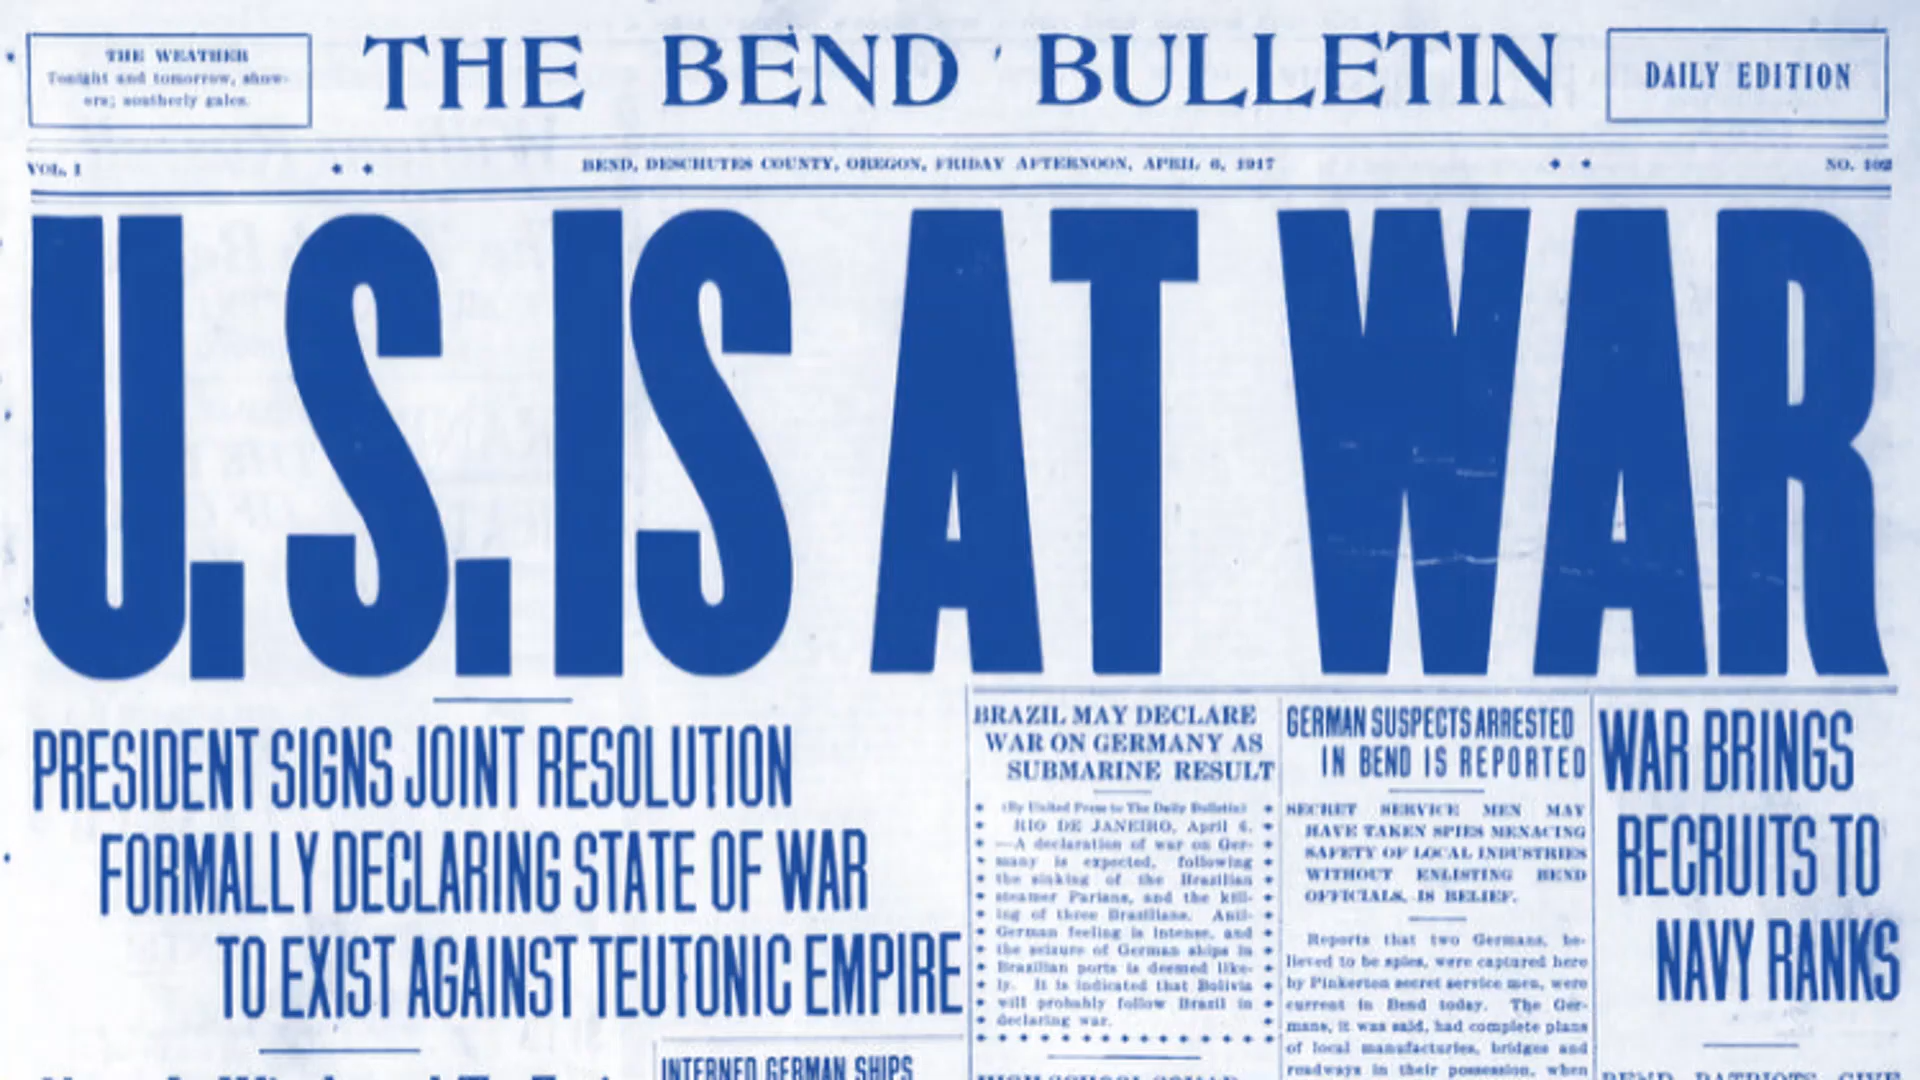 THE WEATHER
Tonight and tomorrow, show-
ers; southerly gales.
THE BEND BULLETIN
DAILY EDITION
VOL. I
BEND, DESCHUTES COUNTY, OREGON, FRIDAY AFTERNOON, APRIL 6, 1917
NO. 102
U.S. IS AT WAR
PRESIDENT SIGNS JOINT RESOLUTION
FORMALLY DECLARING STATE OF WAR
TO EXIST AGAINST TEUTONIC EMPIRE
INTERNED GERMAN SHIPS
BRAZIL MAY DECLARE
WAR ON GERMANY AS
SUBMARINE RESULT
(By United Press to The Daily Bulletin)
RIO DE JANEIRO, April 6.
—A declaration of war on Ger-
many is expected, following
the sinking of the Brazilian
steamer Parians, and the kill-
ing of three Brazilians. Anti-
German feeling is intense, and
the seizure of German ships in
Brazilian ports is deemed like-
ly. It is indicated that Bolivia
will probably follow Brazil in
declaring war.
GERMAN SUSPECTS ARRESTED
IN BEND IS REPORTED
SECRET SERVICE MEN MAY
HAVE TAKEN SPIES MENACING
SAFETY OF LOCAL INDUSTRIES
WITHOUT ENLISTING BEND
OFFICIALS, IS BELIEF.
Reports that two Germans, be-
lieved to be spies, were captured here
by Pinkerton secret service men, were
current in Bend today. The Ger-
mans, it was said, had complete plans
of local manufactures, bridges and
roadways in their possession, when
WAR BRINGS
RECRUITS TO
NAVY RANKS
BEND PATRIOTS GIVE